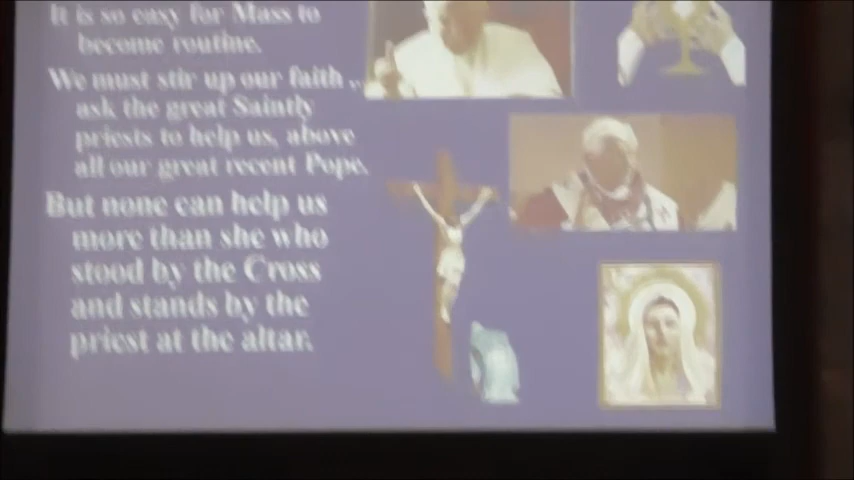 It is so easy for Mass to
become routine.
We must stir up our faith ..
ask the great Saintly
priests to help us, above
all our great recent Pope.
But none can help us
more than she who
stood by the Cross
and stands by the
priest at the altar.